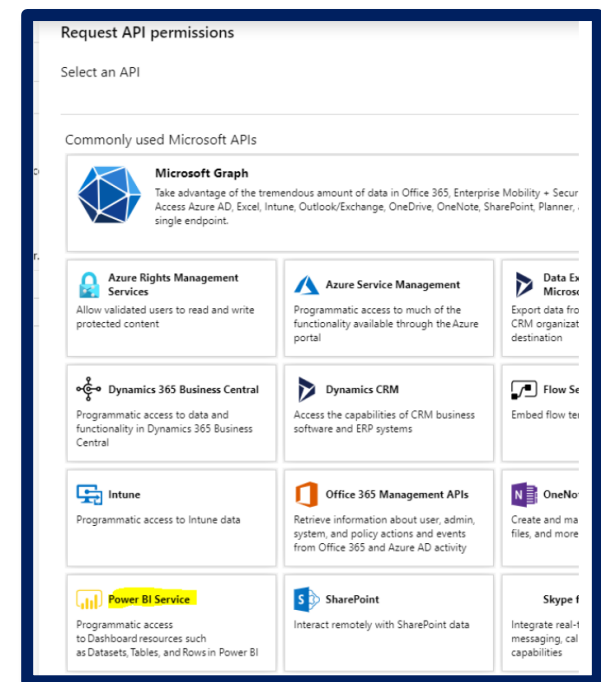 Request API permissions
Select an API
Commonly used Microsoft APIs
Microsoft Graph
Take advantage of the tremendous amount of data in Office 365, Enterprise Mobility + Secur
Access Azure AD, Excel, Intune, Outlook/Exchange, OneDrive, OneNote, SharePoint, Planner,
single endpoint.
Azure Rights Management
Services
Allow validated users to read and write
protected content
Azure Service Management
Programmatic access to much of the
functionality available through the Azure
portal
Data Ex
Microso
Export data fro
CRM organizat
destination
Dynamics 365 Business Central
Programmatic access to data and
functionality in Dynamics 365 Business
Central
Dynamics CRM
Access the capabilities of CRM business
software and ERP systems
Flow Se
Embed flow te
Intune
Programmatic access to Intune data
Office 365 Management APIs
Retrieve information about user, admin,
system, and policy actions and events
from Office 365 and Azure AD activity
OneNo
Create and ma
files, and more
Power BI Service
Programmatic access
to Dashboard resources such
as Datasets, Tables, and Rows in Power BI
SharePoint
Interact remotely with SharePoint data
Skype f
Integrate real-t
messaging, cal
capabilities